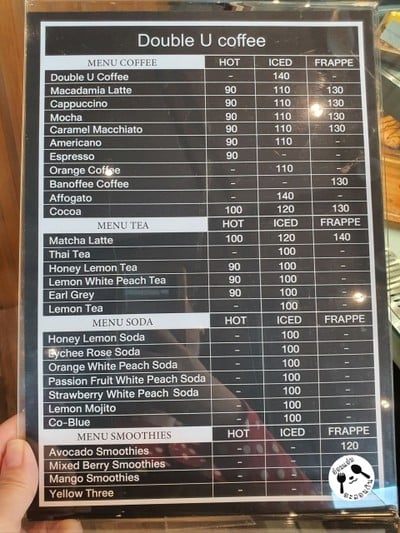 Double U coffee
MENU COFFEE HOT ICED FRAPPE
Double U Coffee - 140 -
Macadamia Latte 90 110 130
Cappuccino 90 110 130
Mocha 90 110 130
Caramel Macchiato 90 110 130
Americano 90 110 -
Espresso 90 - -
Orange Coffee - 110 -
Banoffee Coffee - - 130
Affogato - 140 -
Cocoa 100 120 130
MENU TEA HOT ICED FRAPPE
Matcha Latte 100 120 140
Thai Tea - 100 -
Honey Lemon Tea 90 100 -
Lemon White Peach Tea 90 100 -
Earl Grey 90 100 -
Lemon Tea - 100 -
MENU SODA HOT ICED FRAPPE
Honey Lemon Soda - 100 -
Lychee Rose Soda - 100 -
Orange White Peach Soda - 100 -
Passion Fruit White Peach Soda - 100 -
Strawberry White Peach Soda - 100 -
Lemon Mojito - 100 -
Co-Blue - 100 -
MENU SMOOTHIES HOT ICED FRAPPE
Avocado Smoothies - - 120
Mixed Berry Smoothies - -
Mango Smoothies - -
Yellow Three - -